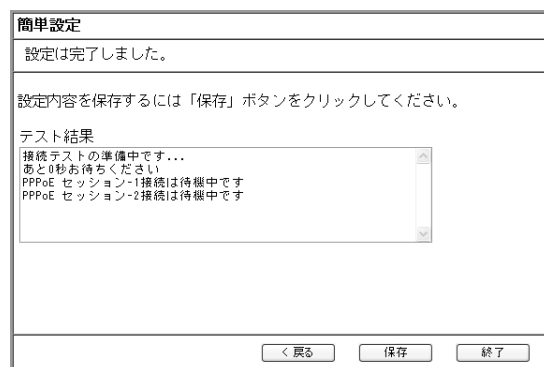 簡単設定
設定は完了しました。
設定内容を保存するには「保存」ボタンをクリックしてください。
テスト結果
接続テストの準備中です...
あと0秒お待ちください
PPPoE セッション-1接続は待機中です
PPPoE セッション-2接続は待機中です
< 戻る 保存 終了